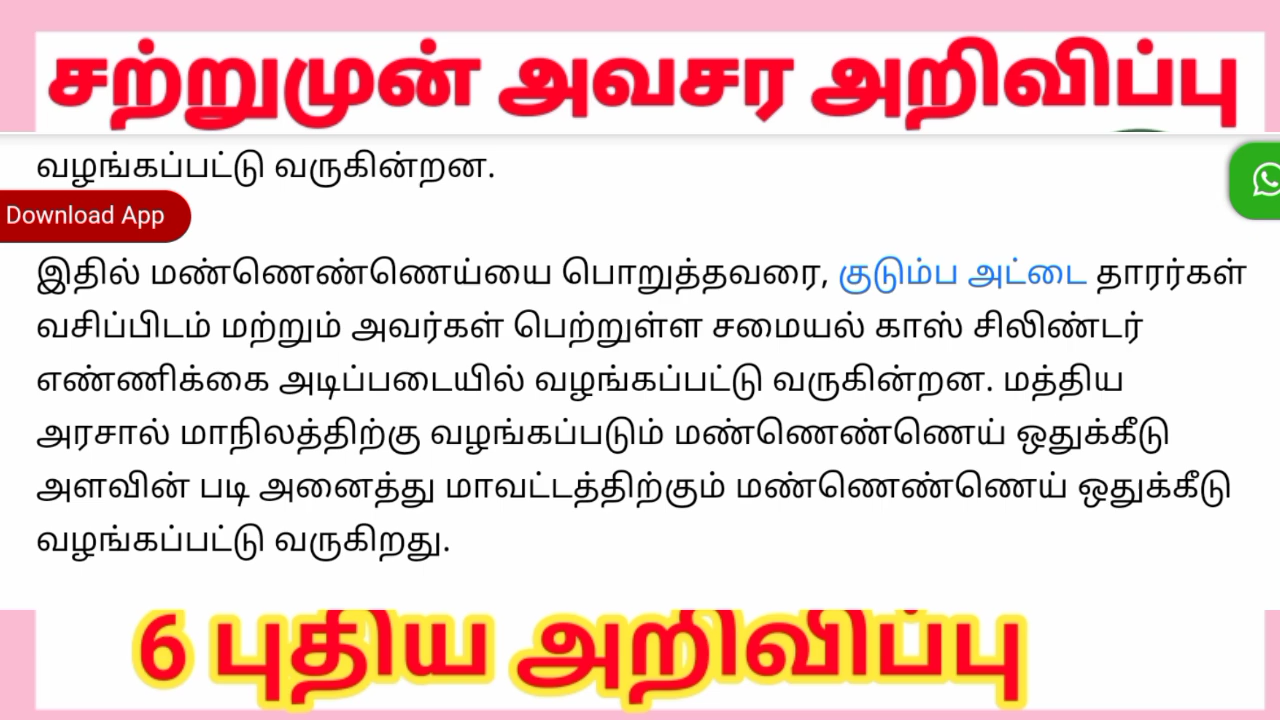 சற்றுமுன் அவசர அறிவிப்பு
வழங்கப்பட்டு வருகின்றன.
Download App
இதில் மண்ணெண்ணெய்யை பொறுத்தவரை, குடும்ப அட்டை தாரர்கள்
வசிப்பிடம் மற்றும் அவர்கள் பெற்றுள்ள சமையல் காஸ் சிலிண்டர்
எண்ணிக்கை அடிப்படையில் வழங்கப்பட்டு வருகின்றன. மத்திய
அரசால் மாநிலத்திற்கு வழங்கப்படும் மண்ணெண்ணெய் ஒதுக்கீடு
அளவின் படி அனைத்து மாவட்டத்திற்கும் மண்ணெண்ணெய் ஒதுக்கீடு
வழங்கப்பட்டு வருகிறது.
6 புதிய அறிவிப்பு